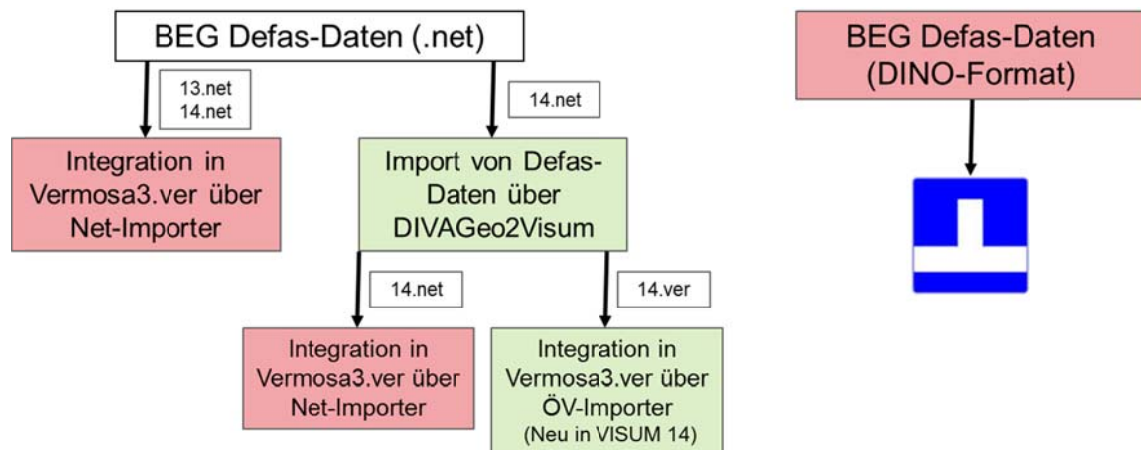 BEG Defas-Daten (.net)
13.net
14.net
14.net
Integration in
Vermosa3.ver über
Net-Importer
Import von Defas-
Daten über
DIVAGeo2Visum
14.net
14.ver
Integration in
Vermosa3.ver über
Net-Importer
Integration in
Vermosa3.ver über
ÖV-Importer
(Neu in VISUM 14)
BEG Defas-Daten
(DINO-Format)